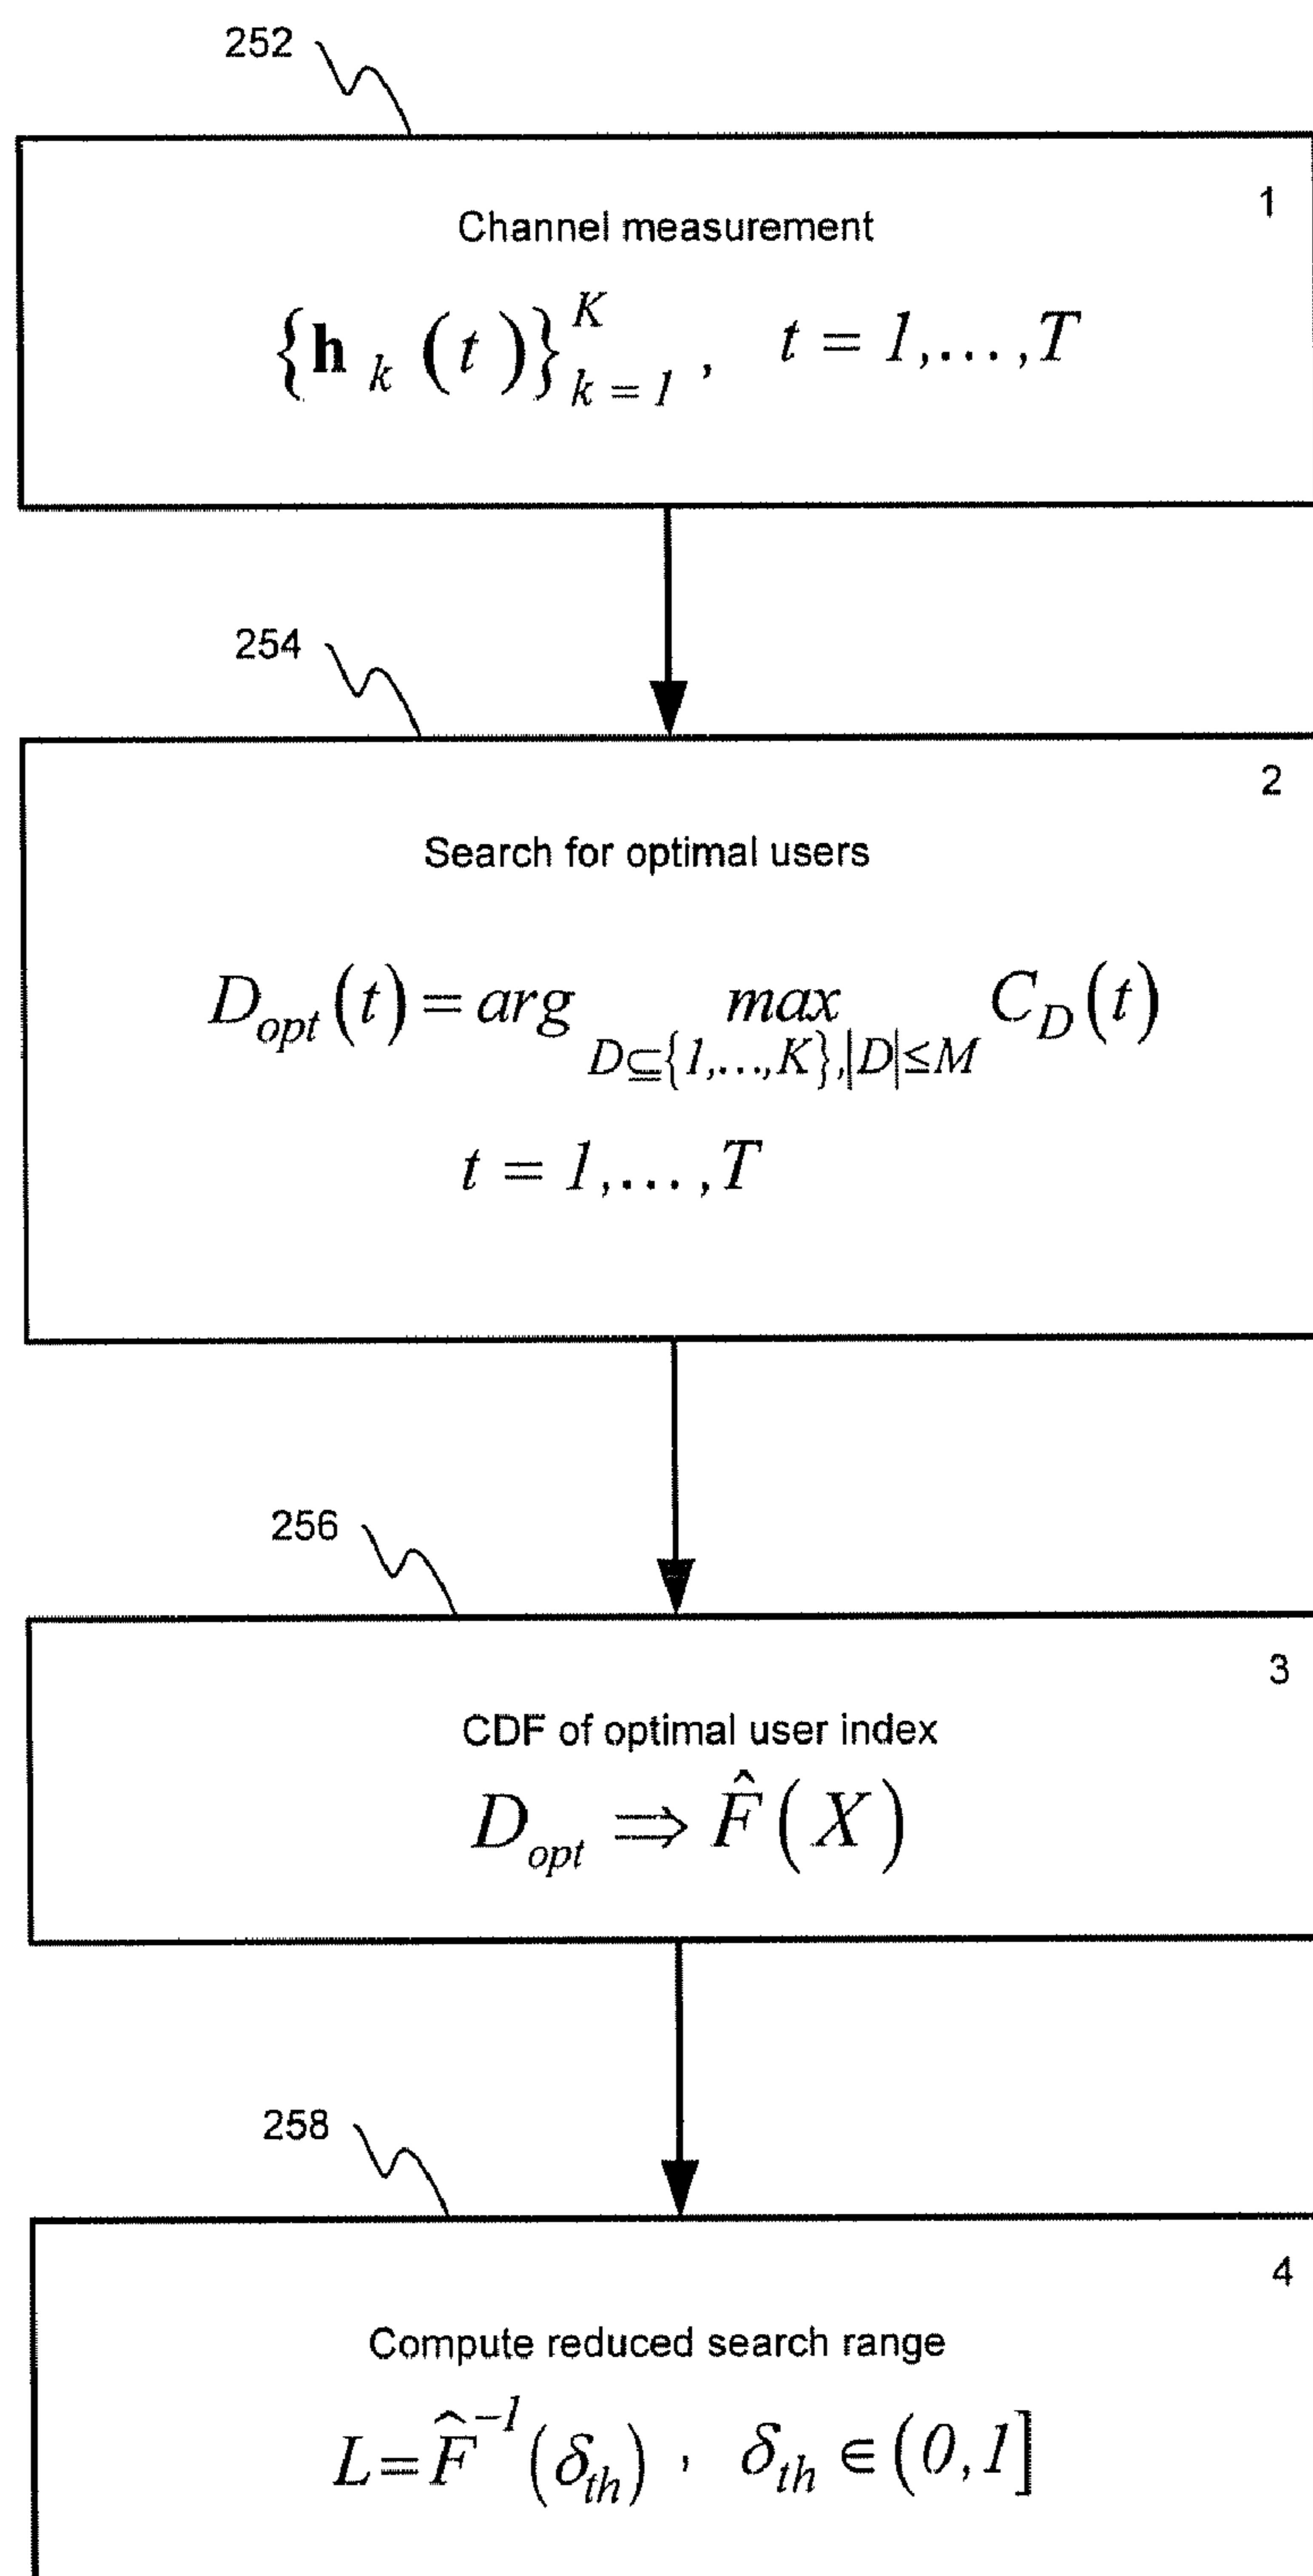 252
1
Channel measurement
{h_k(t)}_{k=1}^K , t = 1,...,T
254
2
Search for optimal users
D_opt(t) = arg max_{D⊆{1,...,K},|D|≤M} C_D(t)
t = 1,...,T
256
3
CDF of optimal user index
D_opt ⇒ F̂(X)
258
4
Compute reduced search range
L = F̂^{-1}(δ_th) , δ_th ∈ (0,1]